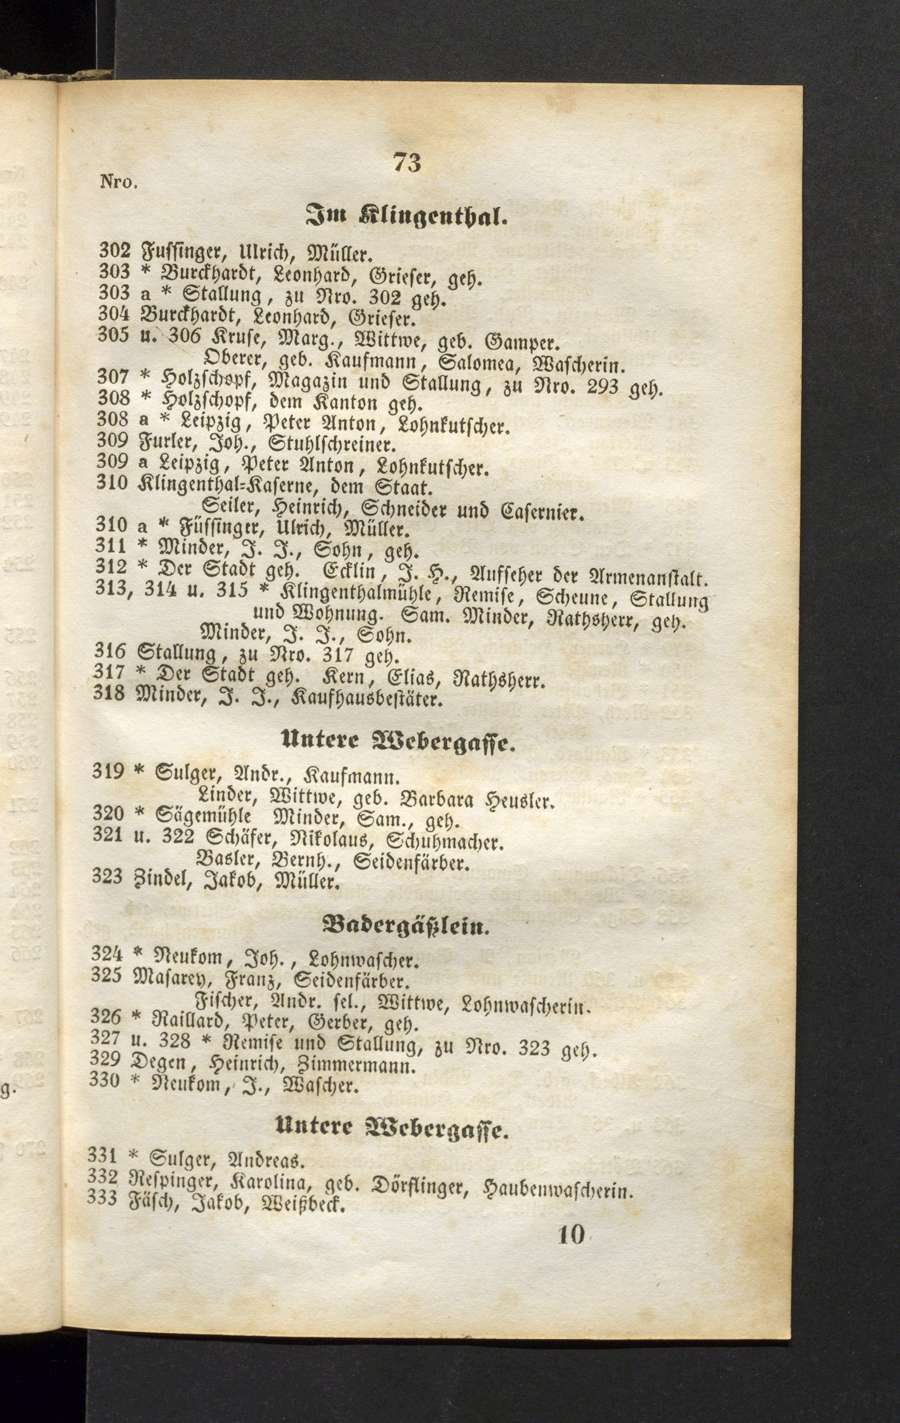 73
Nro.
Im Klingenthal.
302 Fussinger, Ulrich, Müller.
303 * Burckhardt, Leonhard, Grieser, geh.
303 a * Stallung, zu Nro. 302 geh.
304 Burckhardt, Leonhard, Grieser.
305 u. 306 Kruse, Marg., Wittwe, geb. Gamper.
Oberer, geb. Kaufmann, Salomea, Wascherin.
307 * Holzschopf, Magazin und Stallung, zu Nro. 293 geh.
308 * Holzschopf, dem Kanton geh.
308 a * Leipzig, Peter Anton, Lohnkutscher.
309 Furler, Joh., Stuhlschreiner.
309 a Leipzig, Peter Anton, Lohnkutscher.
310 Klingenthal-Kaserne, dem Staat.
Seiler, Heinrich, Schneider und Casernier.
310 a * Füssinger, Ulrich, Müller.
311 * Minder, J. J., Sohn, geh.
312 * Der Stadt geh. Ecklin, J. H., Aufseher der Armenanstalt.
313, 314 u. 315 * Klingenthalmühle, Remise, Scheune, Stallung
und Wohnung. Sam. Minder, Rathsherr, geh.
Minder, J. J., Sohn.
316 Stallung, zu Nro. 317 geh.
317 * Der Stadt geh. Kern, Elias, Rathsherr.
318 Minder, J. J., Kaufhausbestäter.
Untere Webergasse.
319 * Sulger, Andr., Kaufmann.
Linder, Wittwe, geb. Barbara Heusler.
320 * Sägemühle Minder, Sam., geh.
321 u. 322 Schäfer, Nikolaus, Schuhmacher.
Basler, Bernh., Seidenfärber.
323 Zindel, Jakob, Müller.
Badergäßlein.
324 * Neukom, Joh., Lohnwascher.
325 Masarey, Franz, Seidenfärber.
Fischer, Andr. sel., Wittwe, Lohnwascherin.
326 * Raillard, Peter, Gerber, geh.
327 u. 328 * Remise und Stallung, zu Nro. 323 geh.
329 Degen, Heinrich, Zimmermann.
330 * Neukom, J., Wascher.
Untere Webergasse.
331 * Sulger, Andreas.
332 Respinger, Karolina, geb. Dörflinger, Haubenwascherin.
333 Fäsch, Jakob, Weißbeck.
10
g.